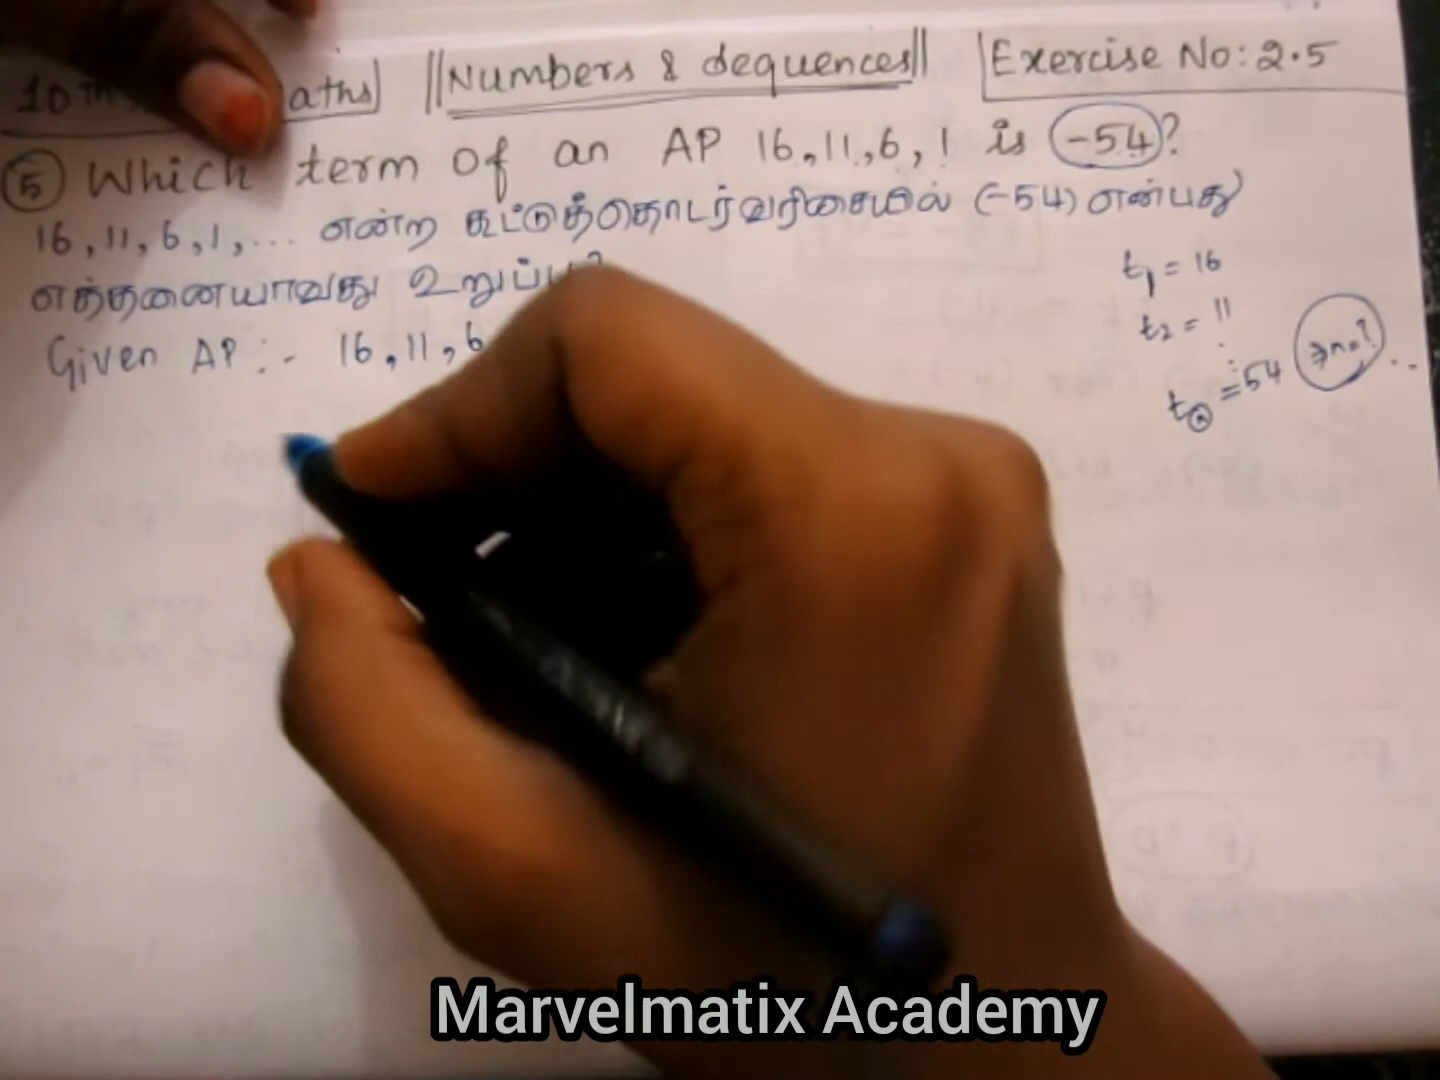 10th aths || Numbers & Sequences || Exercise No: 2.5
⑤ Which term of an AP 16, 11, 6, 1 is -54?
16, 11, 6, 1, ... என்ற கூட்டுத்தொடர்வரிசையில் (-54) என்பது
எத்தனையாவது உறுப்பு?
Given AP :- 16, 11, 6
t1 = 16
t2 = 11
tn = -54 ⇒ n = ?
...
Marvelmatix Academy